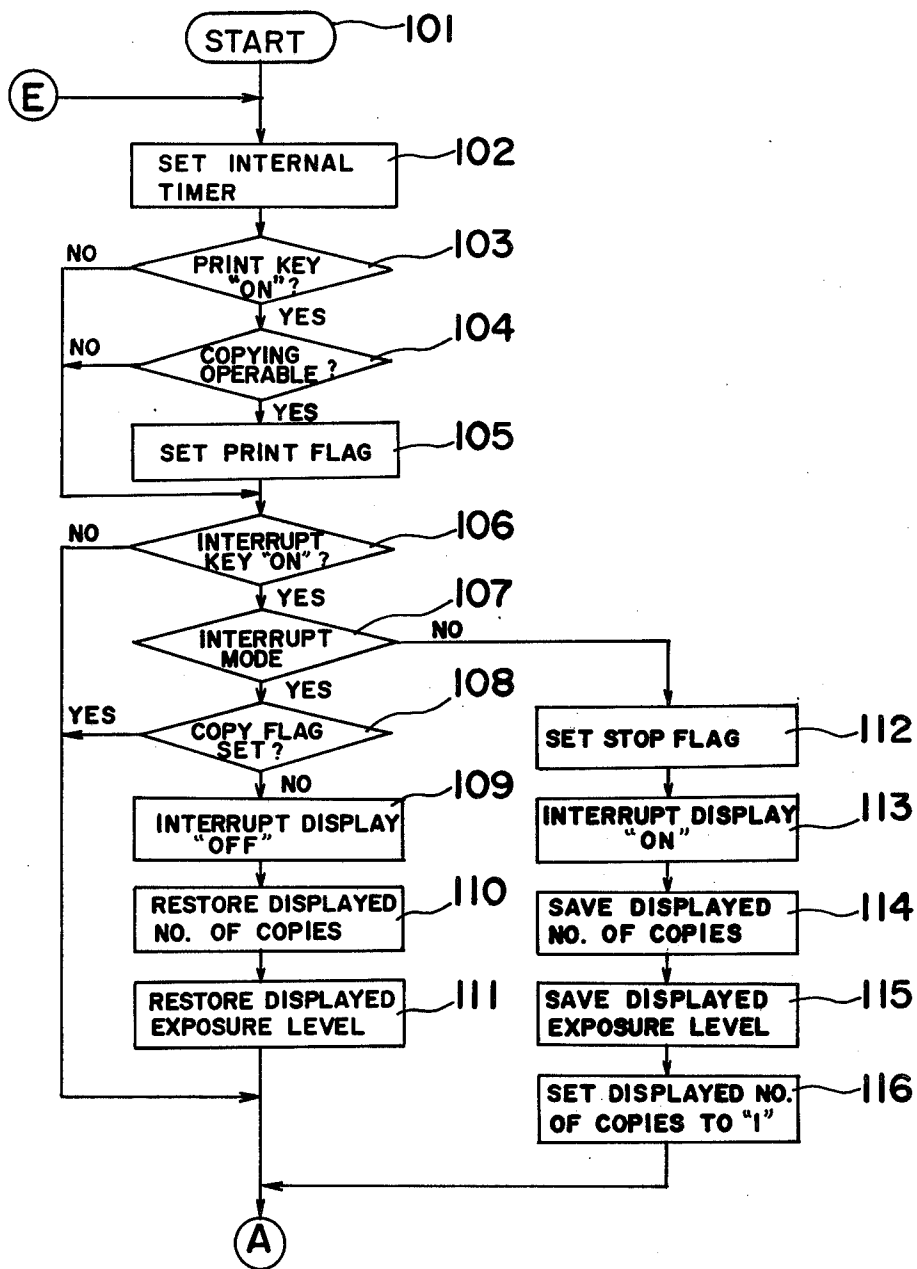 START
101
E
SET INTERNAL
TIMER
102
NO
PRINT KEY
"ON"?
103
YES
NO
COPYING
OPERABLE?
104
YES
SET PRINT FLAG
105
NO
INTERRUPT
KEY "ON"?
106
YES
INTERRUPT
MODE
107
NO
YES
YES
COPY FLAG
SET?
108
NO
INTERRUPT DISPLAY
"OFF"
109
RESTORE DISPLAYED
NO. OF COPIES
110
RESTORE DISPLAYED
EXPOSURE LEVEL
111
SET STOP FLAG
112
INTERRUPT DISPLAY
"ON"
113
SAVE DISPLAYED
NO. OF COPIES
114
SAVE DISPLAYED
EXPOSURE LEVEL
115
SET DISPLAYED NO.
OF COPIES TO "1"
116
A